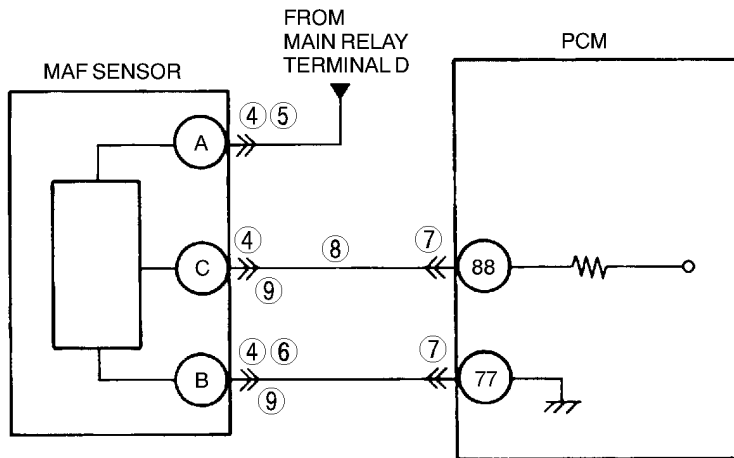 FROM
MAIN RELAY
TERMINAL D
PCM
MAF SENSOR
A
④ ⑤
C
④
⑧
⑦
88
⑨
B
④ ⑥
⑦
77
⑨